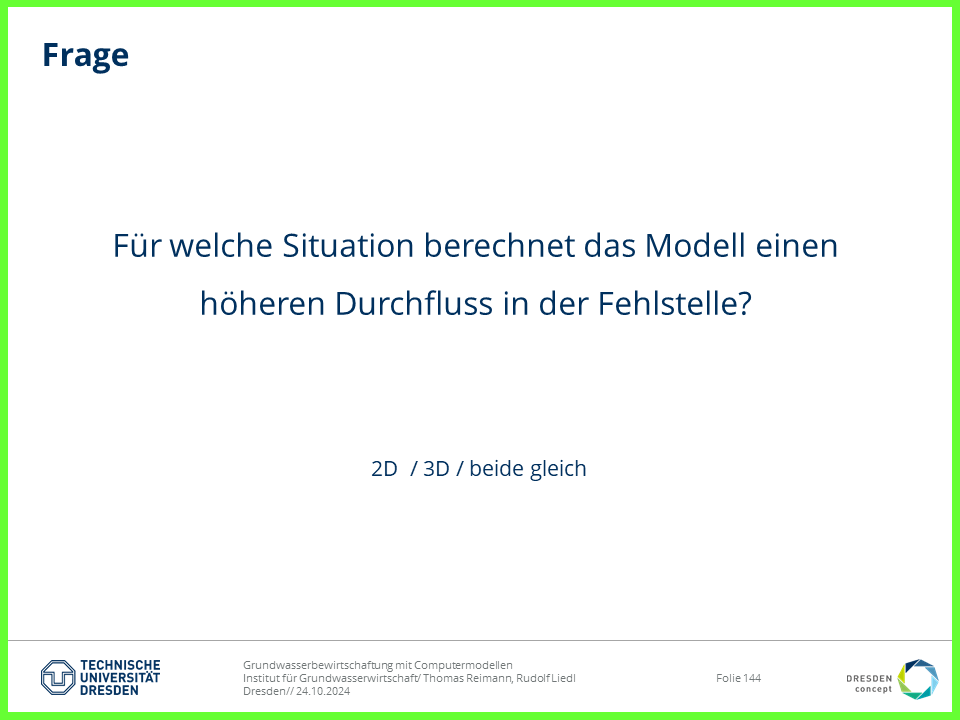 Frage
Für welche Situation berechnet das Modell einen
höheren Durchfluss in der Fehlstelle?
2D / 3D / beide gleich
TECHNISCHE
UNIVERSITÄT
DRESDEN
Grundwasserbewirtschaftung mit Computermodellen
Institut für Grundwasserwirtschaft/ Thomas Reimann, Rudolf Liedl
Dresden// 24.10.2024
Folie 144
DRESDEN
concept